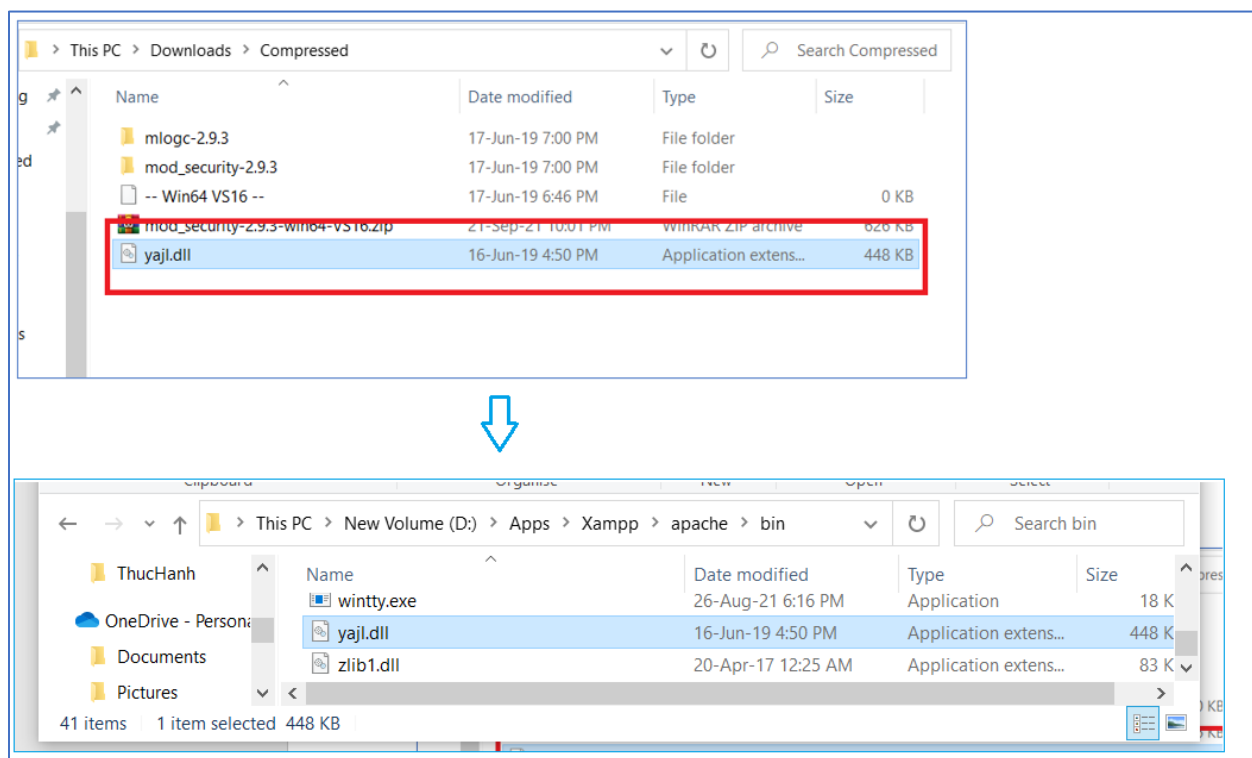 > This PC > Downloads > Compressed Search Compressed
g Name Date modified Type Size
mlogc-2.9.3 17-Jun-19 7:00 PM File folder
ed mod_security-2.9.3 17-Jun-19 7:00 PM File folder
-- Win64 VS16 -- 17-Jun-19 6:46 PM File 0 KB
mod_security-2.9.3-win64-VS16.zip 21-Sep-21 10:01 PM WinRAR ZIP archive 626 KB
yajl.dll 16-Jun-19 4:50 PM Application extens... 448 KB
s
Clipboard Organise New Open Select
> This PC > New Volume (D:) > Apps > Xampp > apache > bin Search bin
ThucHanh Name Date modified Type Size
wintty.exe 26-Aug-21 6:16 PM Application 18 K
OneDrive - Persona yajl.dll 16-Jun-19 4:50 PM Application extens... 448 K
Documents zlib1.dll 20-Apr-17 12:25 AM Application extens... 83 K
Pictures
41 items 1 item selected 448 KB